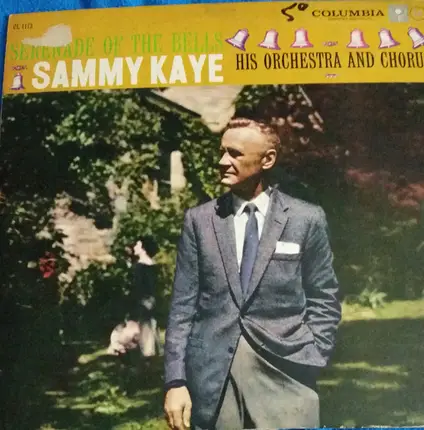 COLUMBIA
SERENADE OF THE BELLS
SAMMY KAYE
HIS ORCHESTRA AND CHORU